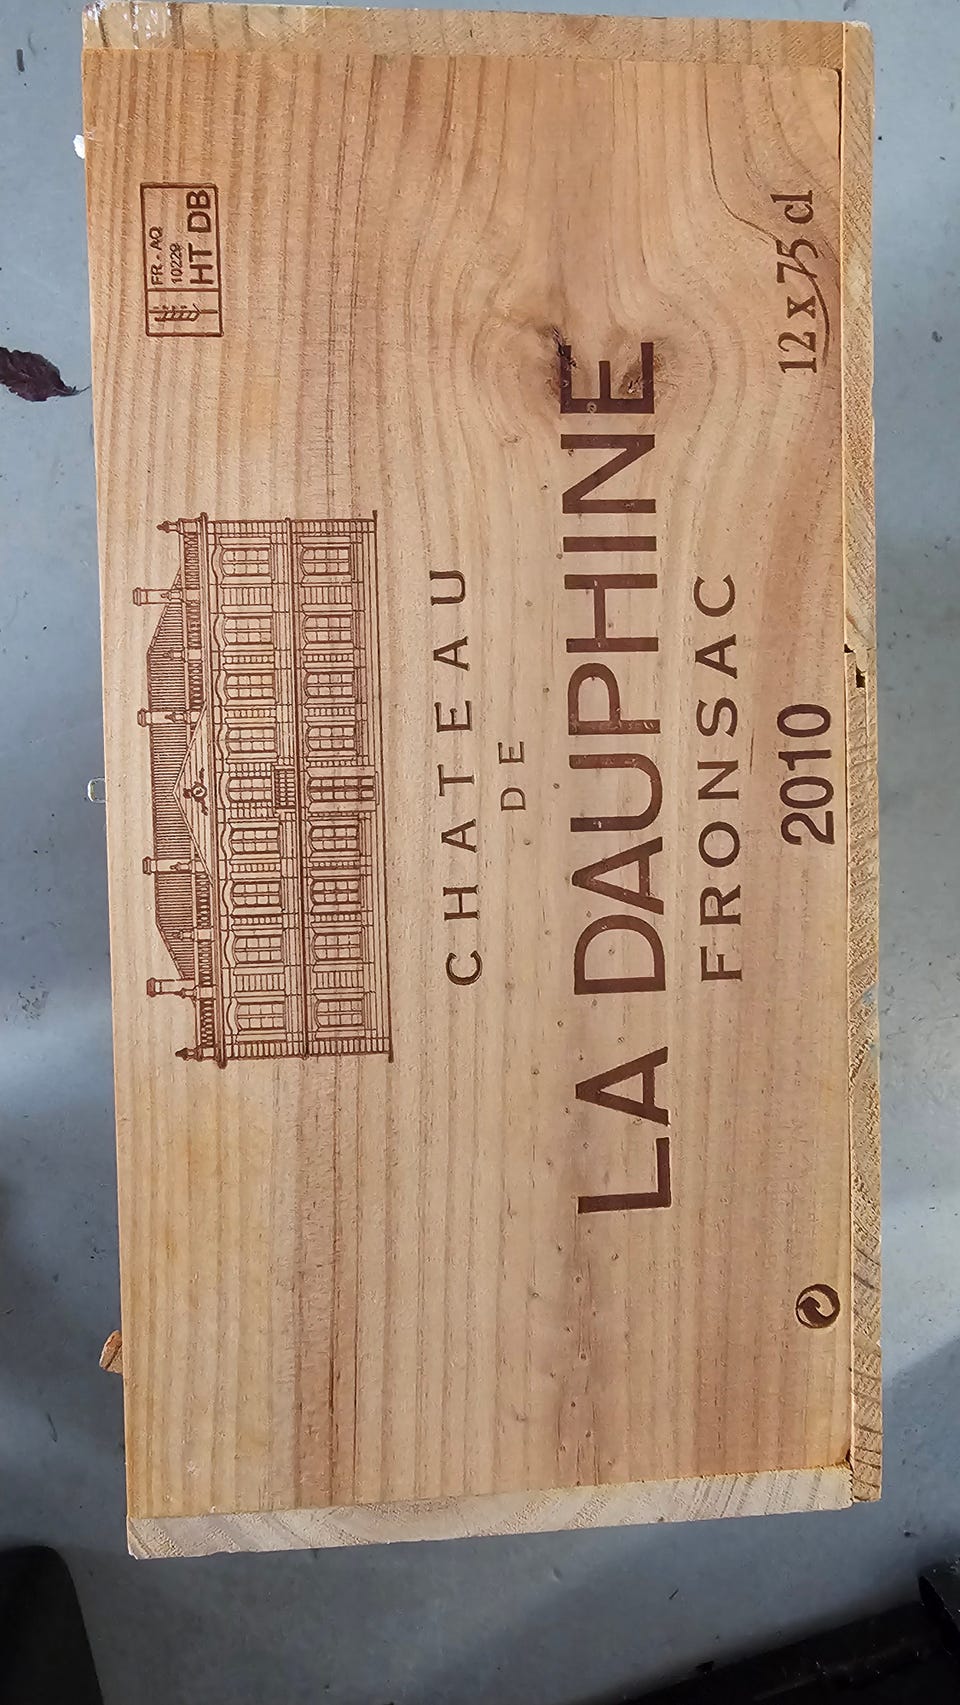 FR - AQ
10229
HT DB
CHATEAU
DE
LA DAUPHINE
FRONSAC
2010
12 x 75 cl